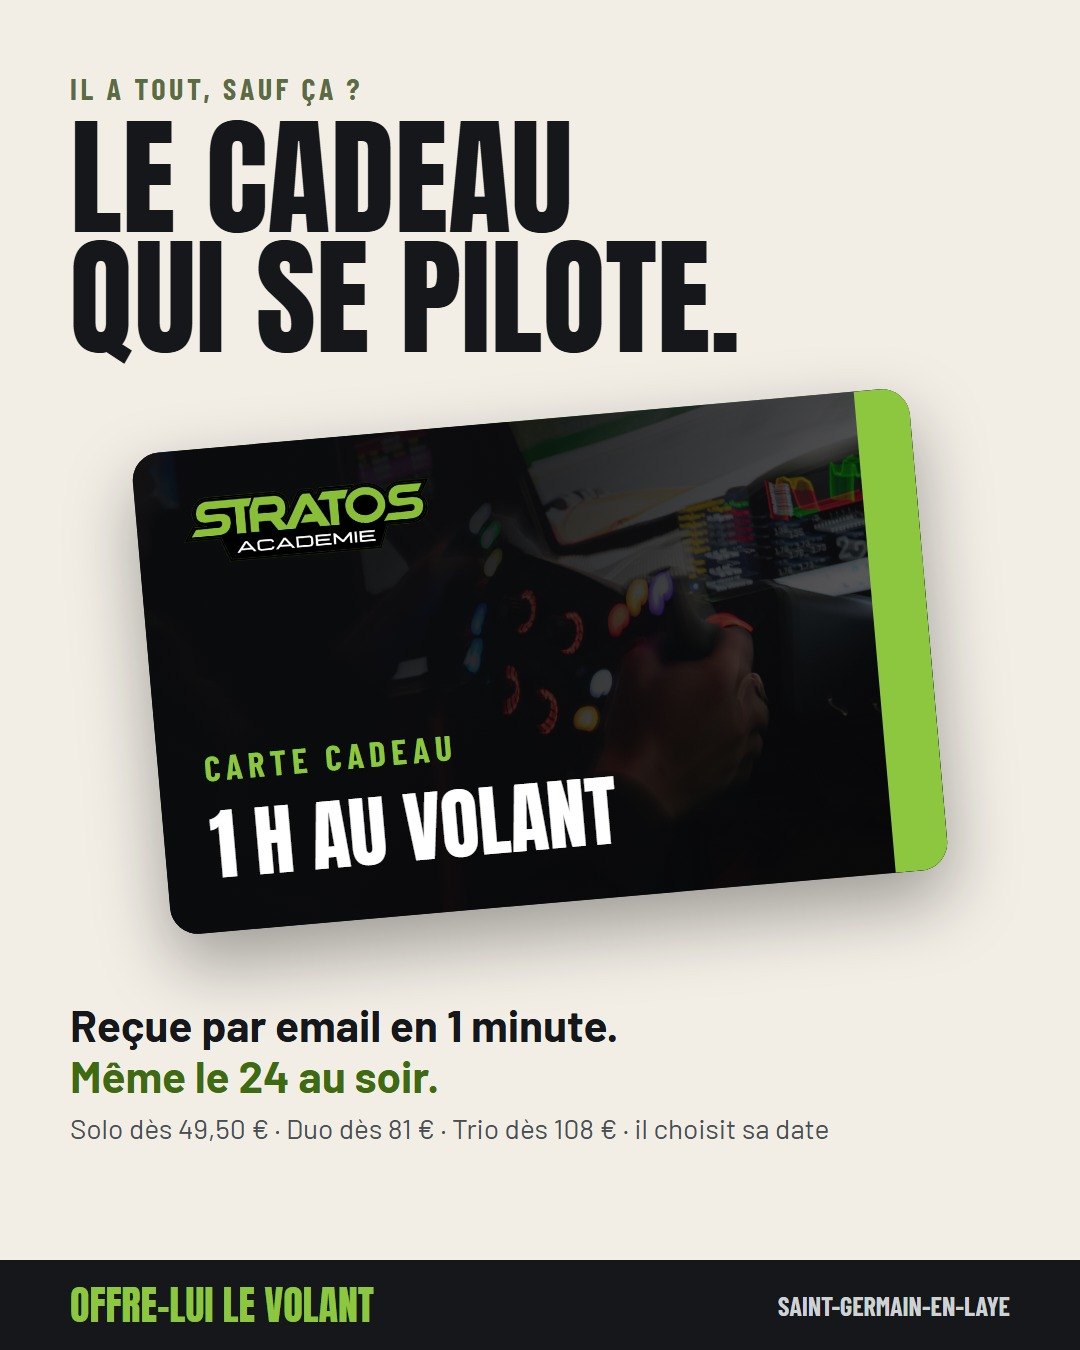 IL A TOUT, SAUF ÇA ?
LE CADEAU
QUI SE PILOTE.
STRATOS
ACADEMIE
CARTE CADEAU
1 H AU VOLANT
Reçue par email en 1 minute.
Même le 24 au soir.
Solo dès 49,50 € · Duo dès 81 € · Trio dès 108 € · il choisit sa date
OFFRE-LUI LE VOLANT
SAINT-GERMAIN-EN-LAYE